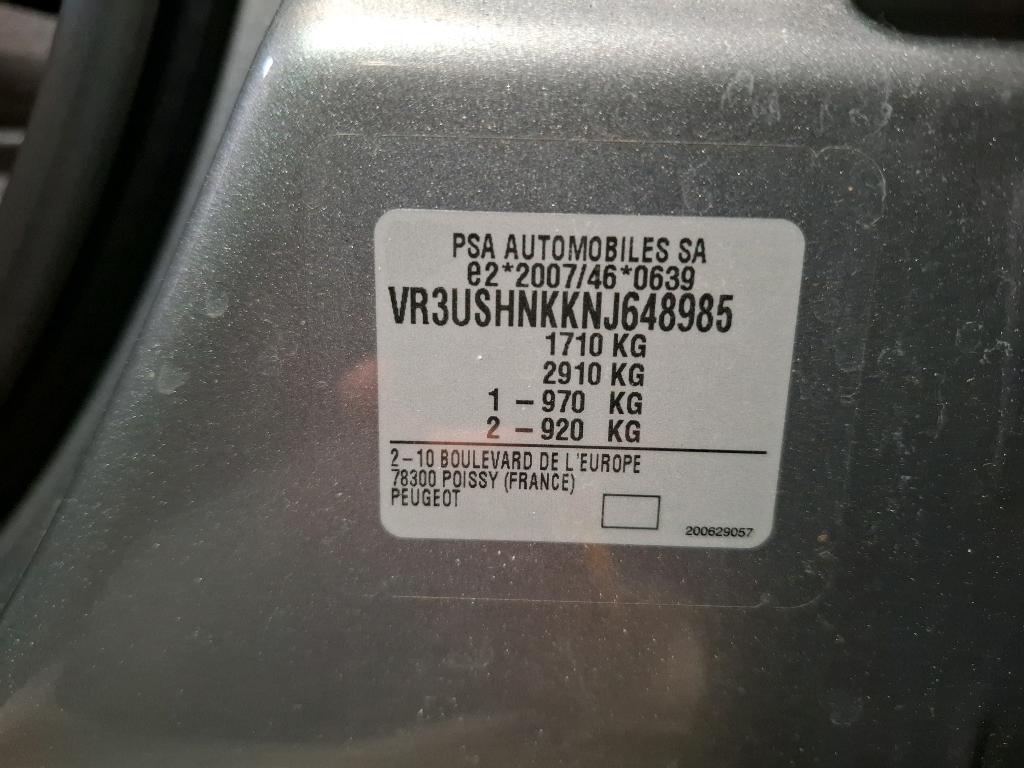 PSA AUTOMOBILES SA
e2*2007/46*0639
VR3USHNKKNJ648985
1710 KG
2910 KG
1 – 970 KG
2 – 920 KG
2 – 10 BOULEVARD DE L'EUROPE
78300 POISSY (FRANCE)
PEUGEOT
200629057